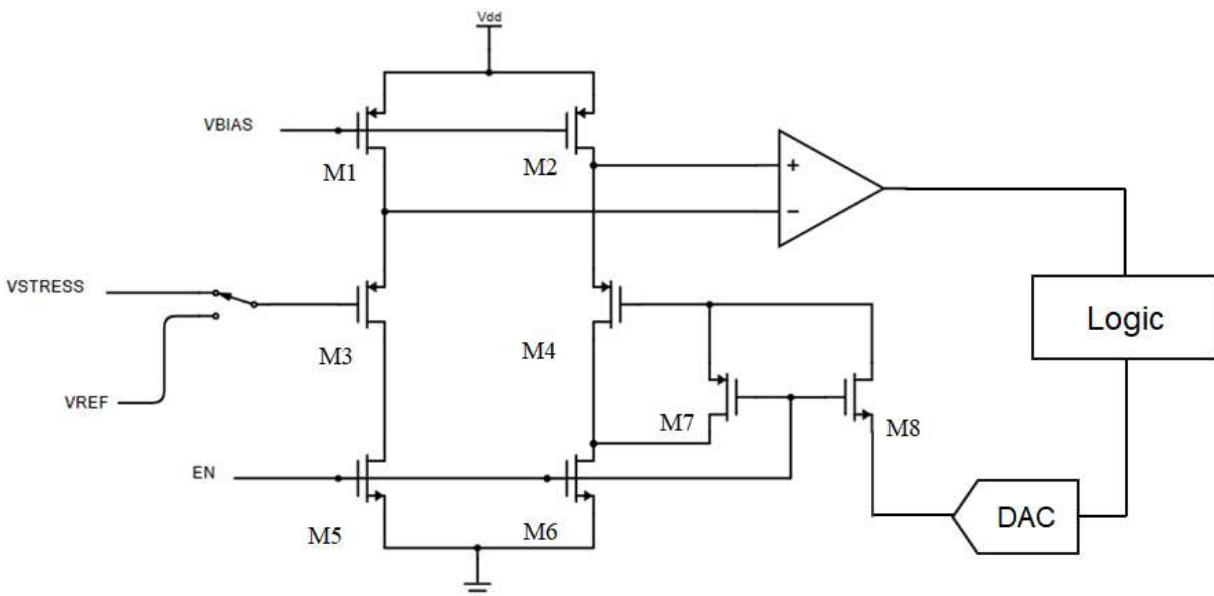 Vdd
VBIAS
M1
M2
+
−
VSTRESS
Logic
M3
M4
VREF
M7
M8
EN
DAC
M5
M6